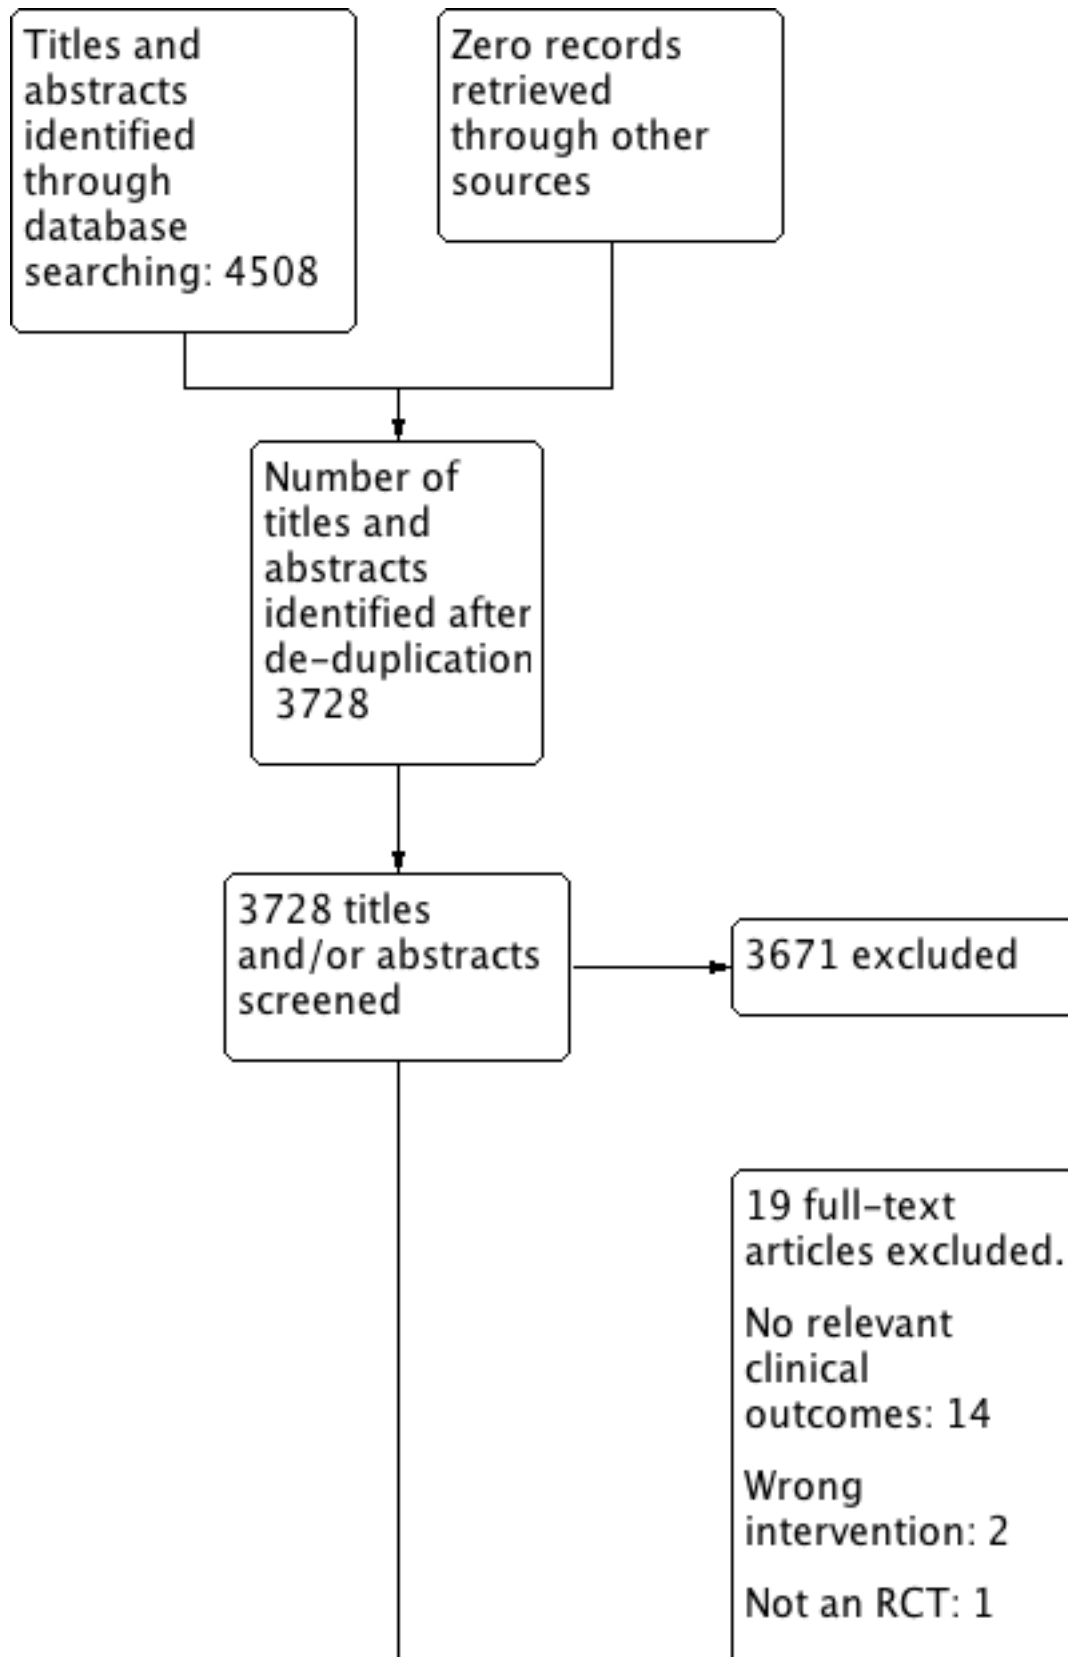 Titles and
abstracts
identified
through
database
searching: 4508
Zero records
retrieved
through other
sources
Number of
titles and
abstracts
identified after
de-duplication
3728
3728 titles
and/or abstracts
screened
3671 excluded
19 full-text
articles excluded.
No relevant
clinical
outcomes: 14
Wrong
intervention: 2
Not an RCT: 1